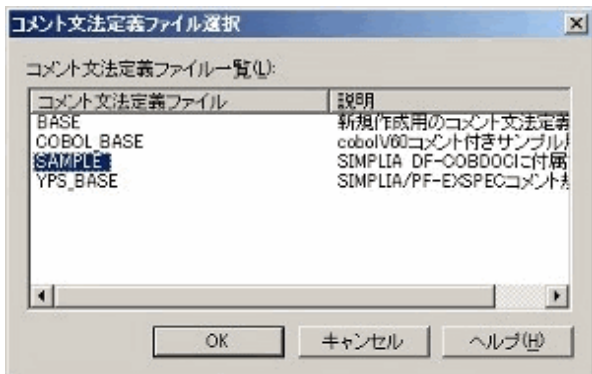 コメント文法定義ファイル選択
コメント文法定義ファイル一覧(L):
コメント文法定義ファイル 説明
BASE 新規作成用のコメント文法定義
COBOL_BASE cobolV60コメント付きサンプル
SAMPLE SIMPLIA DF-COBDOCに付属
YPS_BASE SIMPLIA/PF-EXSPECコメント
OK キャンセル ヘルプ(H)